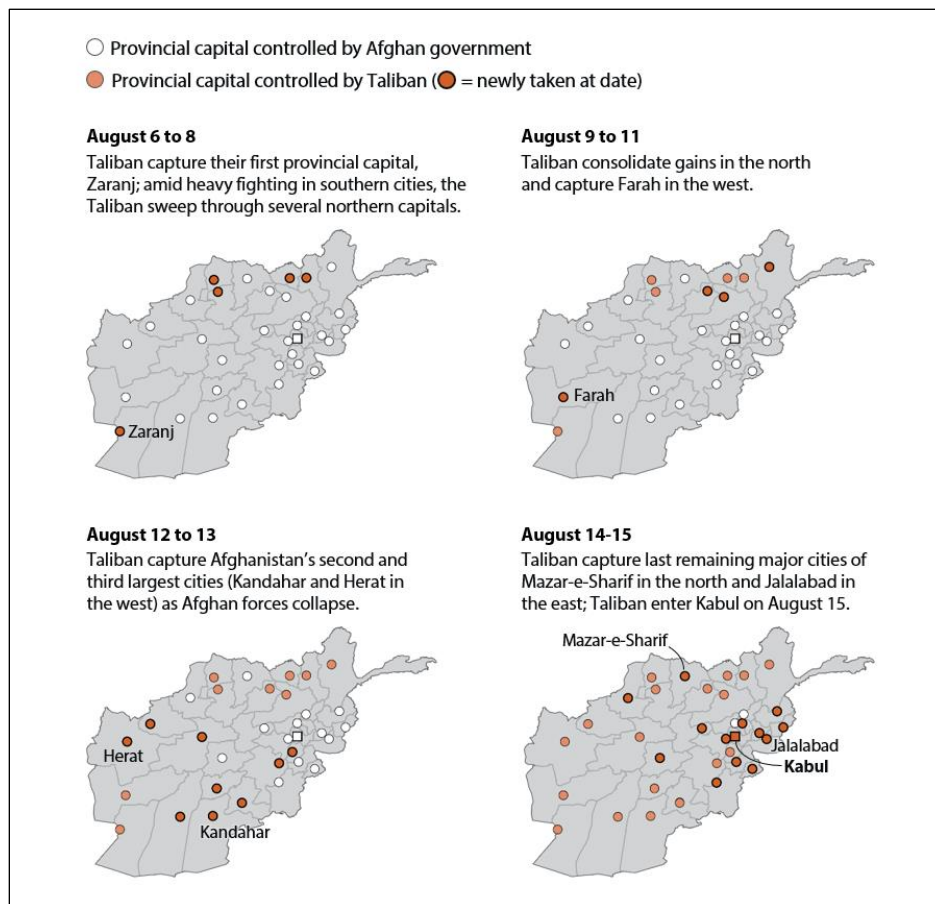 Provincial capital controlled by Afghan government
Provincial capital controlled by Taliban ( = newly taken at date)
August 6 to 8
Taliban capture their first provincial capital,
Zaranj; amid heavy fighting in southern cities, the
Taliban sweep through several northern capitals.
Zaranj
August 9 to 11
Taliban consolidate gains in the north
and capture Farah in the west.
Farah
August 12 to 13
Taliban capture Afghanistan’s second and
third largest cities (Kandahar and Herat in
the west) as Afghan forces collapse.
Herat
Kandahar
August 14-15
Taliban capture last remaining major cities of
Mazar-e-Sharif in the north and Jalalabad in
the east; Taliban enter Kabul on August 15.
Mazar-e-Sharif
Jalalabad
Kabul